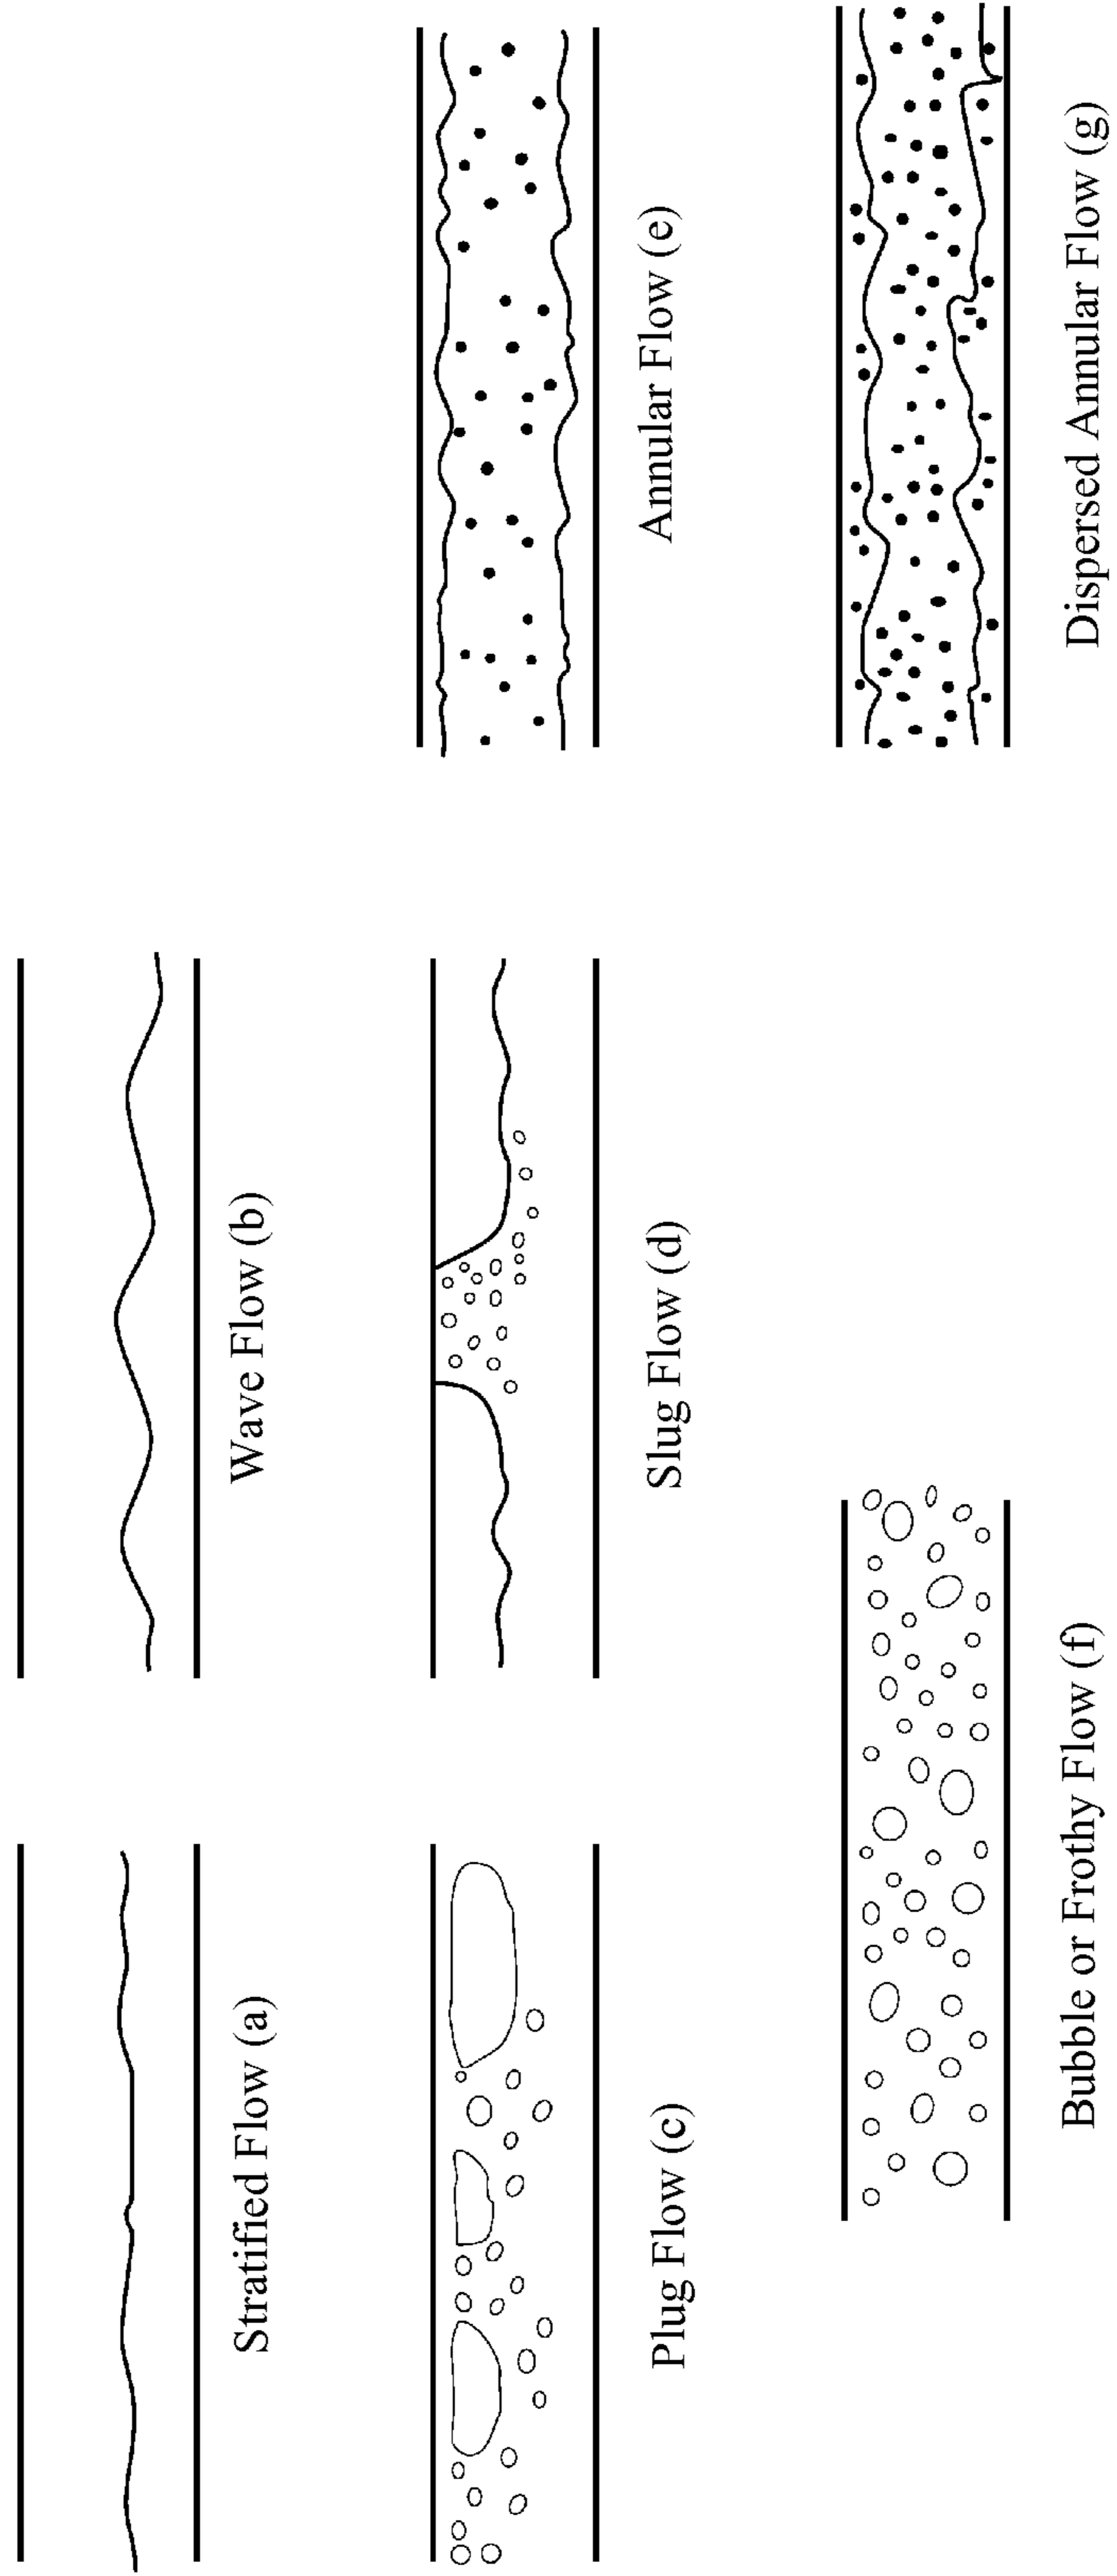 Stratified Flow (a)
Wave Flow (b)
Plug Flow (c)
Slug Flow (d)
Annular Flow (e)
Bubble or Frothy Flow (f)
Dispersed Annular Flow (g)